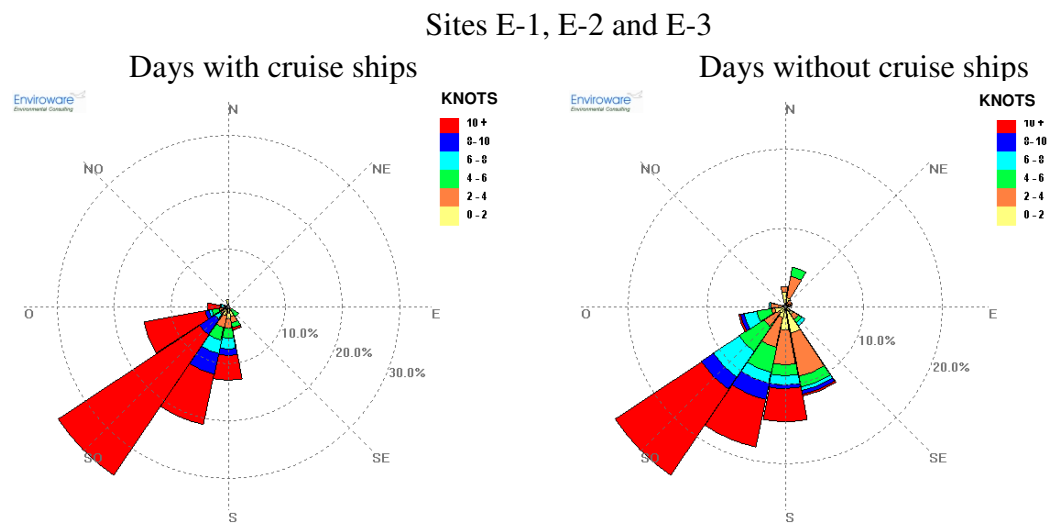 Sites E-1, E-2 and E-3
Days with cruise ships
Days without cruise ships
Enviroware
Environmental Consulting
KNOTS
10 +
8-10
6 - 8
4 - 6
2 - 4
0 - 2
N
NO
NE
O
E
10.0%
20.0%
30.0%
SO
SE
S
Enviroware
Environmental Consulting
KNOTS
10 +
8-10
6 - 8
4 - 6
2 - 4
0 - 2
N
NO
NE
O
E
10.0%
20.0%
SO
SE
S